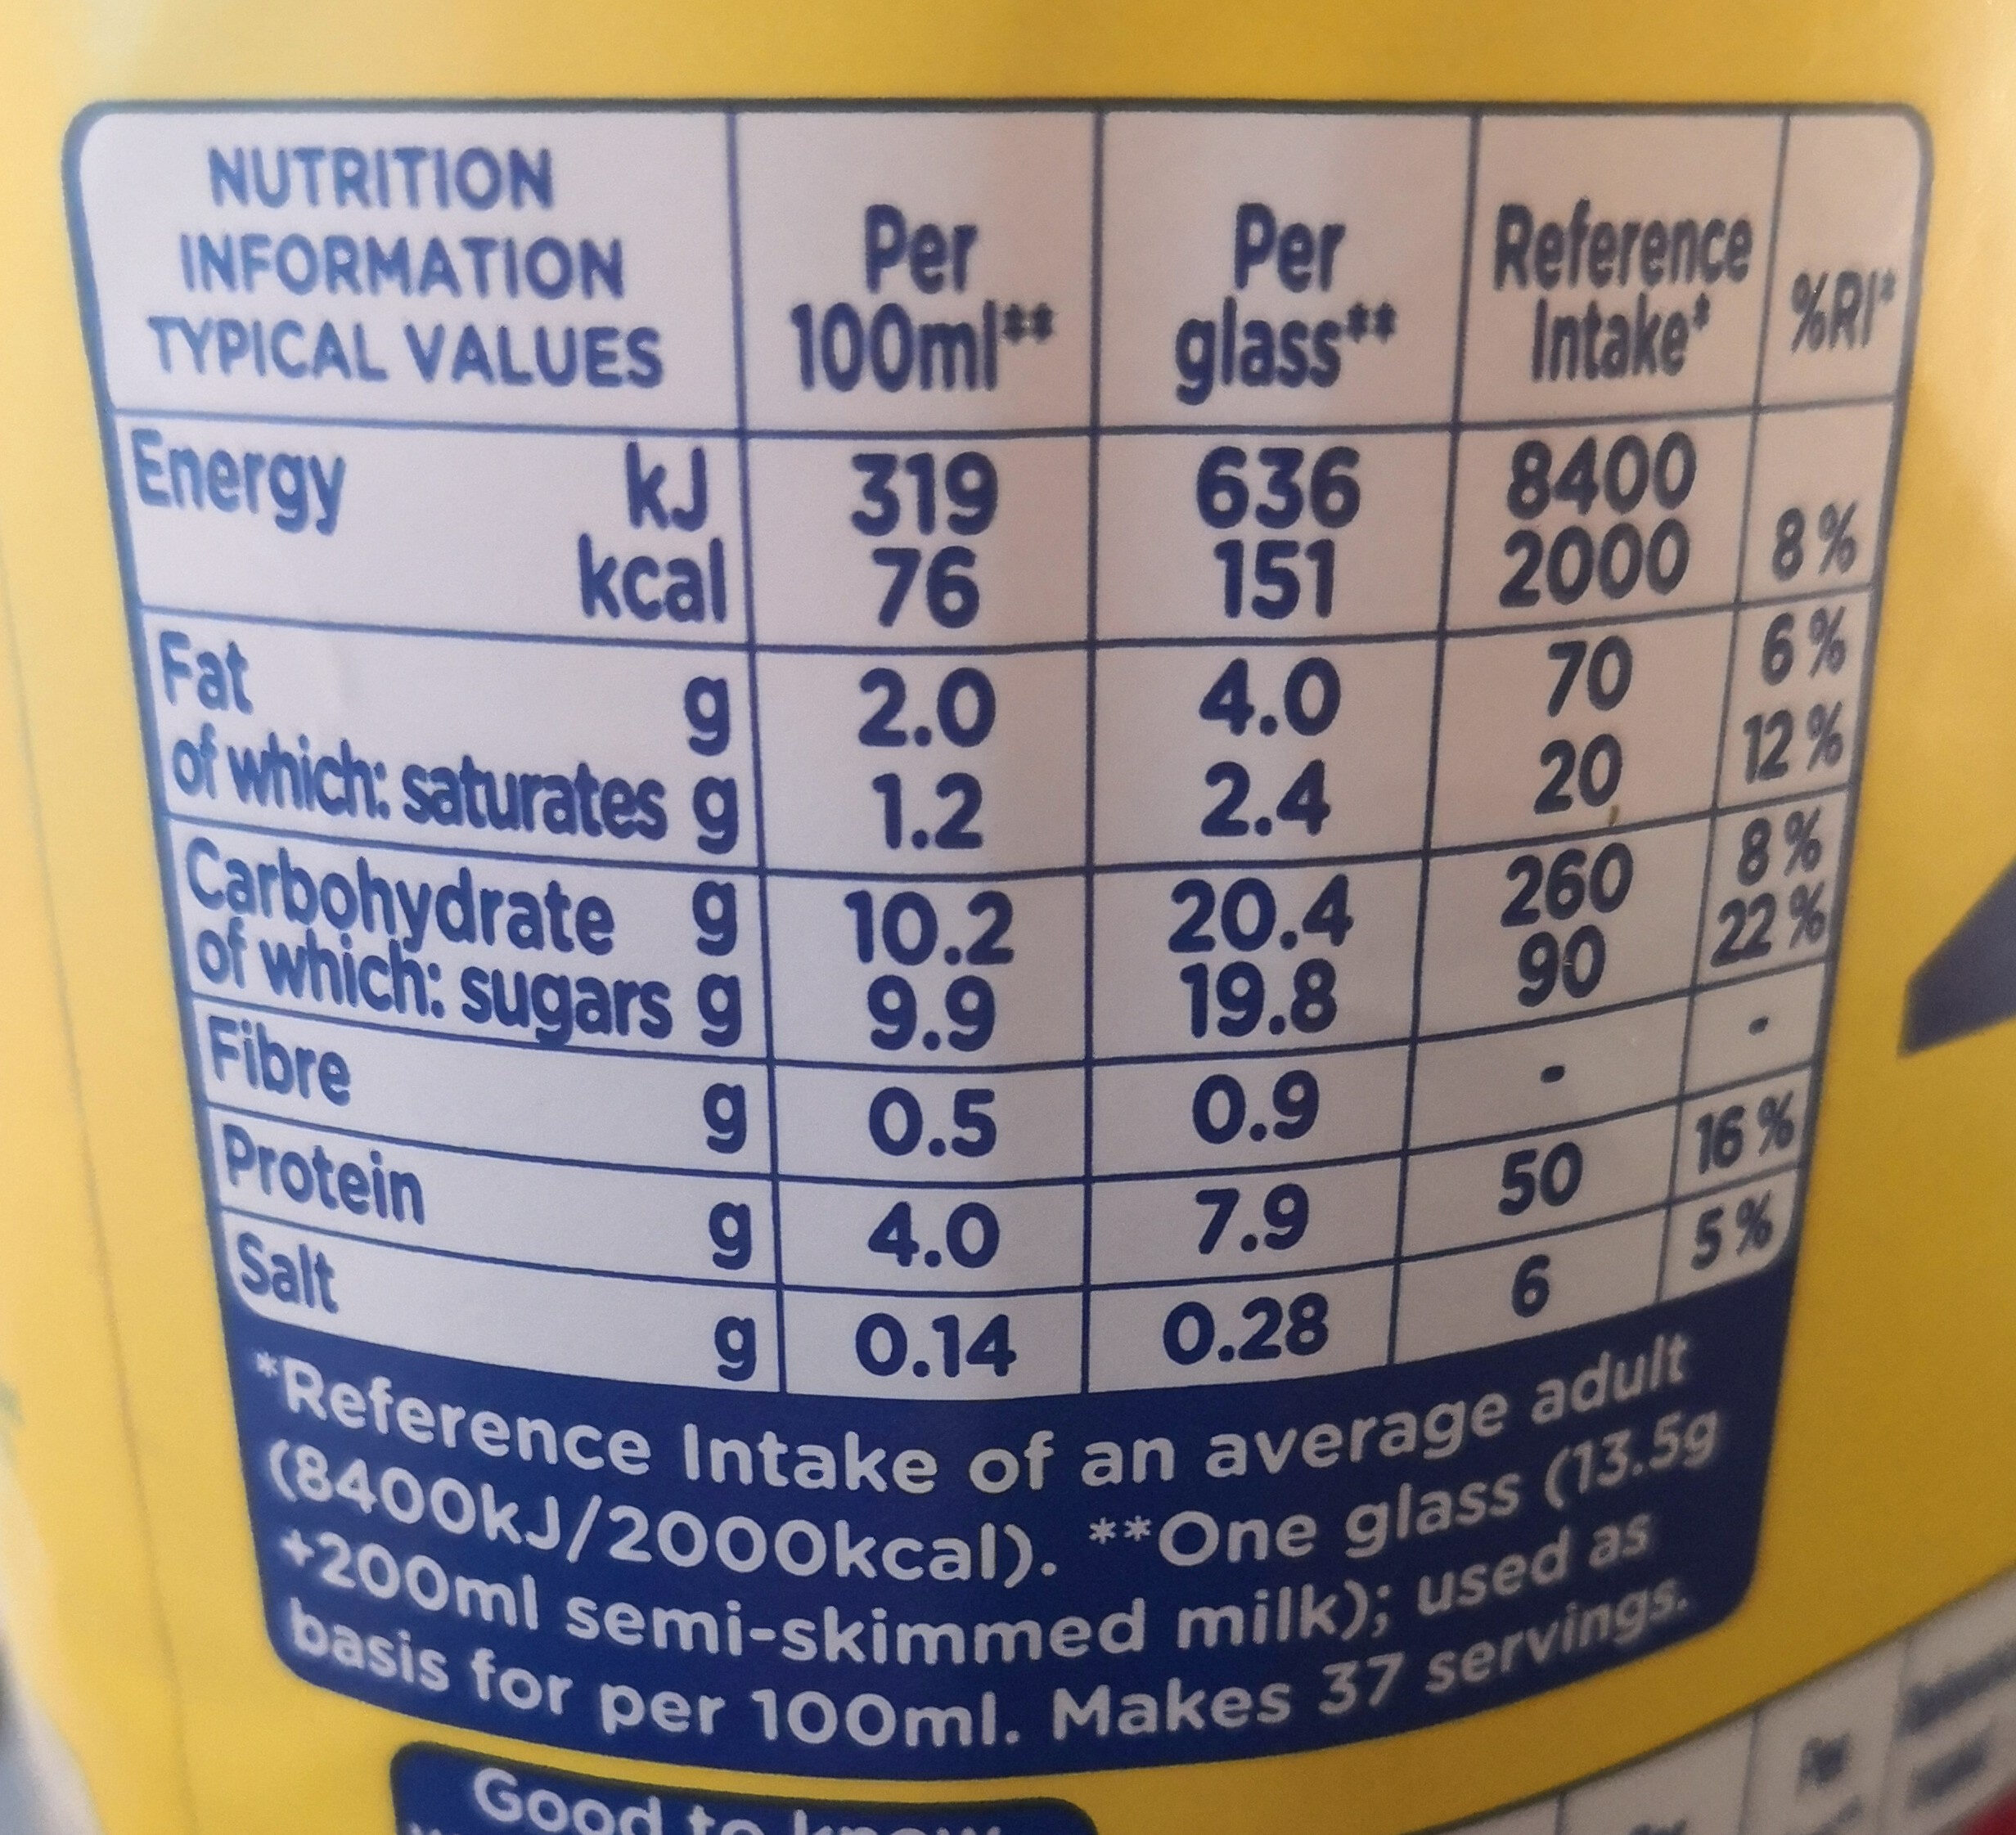 NUTRITION
INFORMATION
TYPICAL VALUES
Per
100ml**
Per
glass**
Reference
Intake*
%RI*
Energy kJ 319 636 8400
kcal 76 151 2000 8%
Fat g 2.0 4.0 70 6%
of which: saturates g 1.2 2.4 20 12%
Carbohydrate g 10.2 20.4 260 8%
of which: sugars g 9.9 19.8 90 22%
Fibre g 0.5 0.9 - -
Protein g 4.0 7.9 50 16%
Salt g 0.14 0.28 6 5%
*Reference Intake of an average adult
(8400kJ/2000kcal). **One glass (13.5g
+200ml semi-skimmed milk); used as
basis for per 100ml. Makes 37 servings.
Good to know
Per